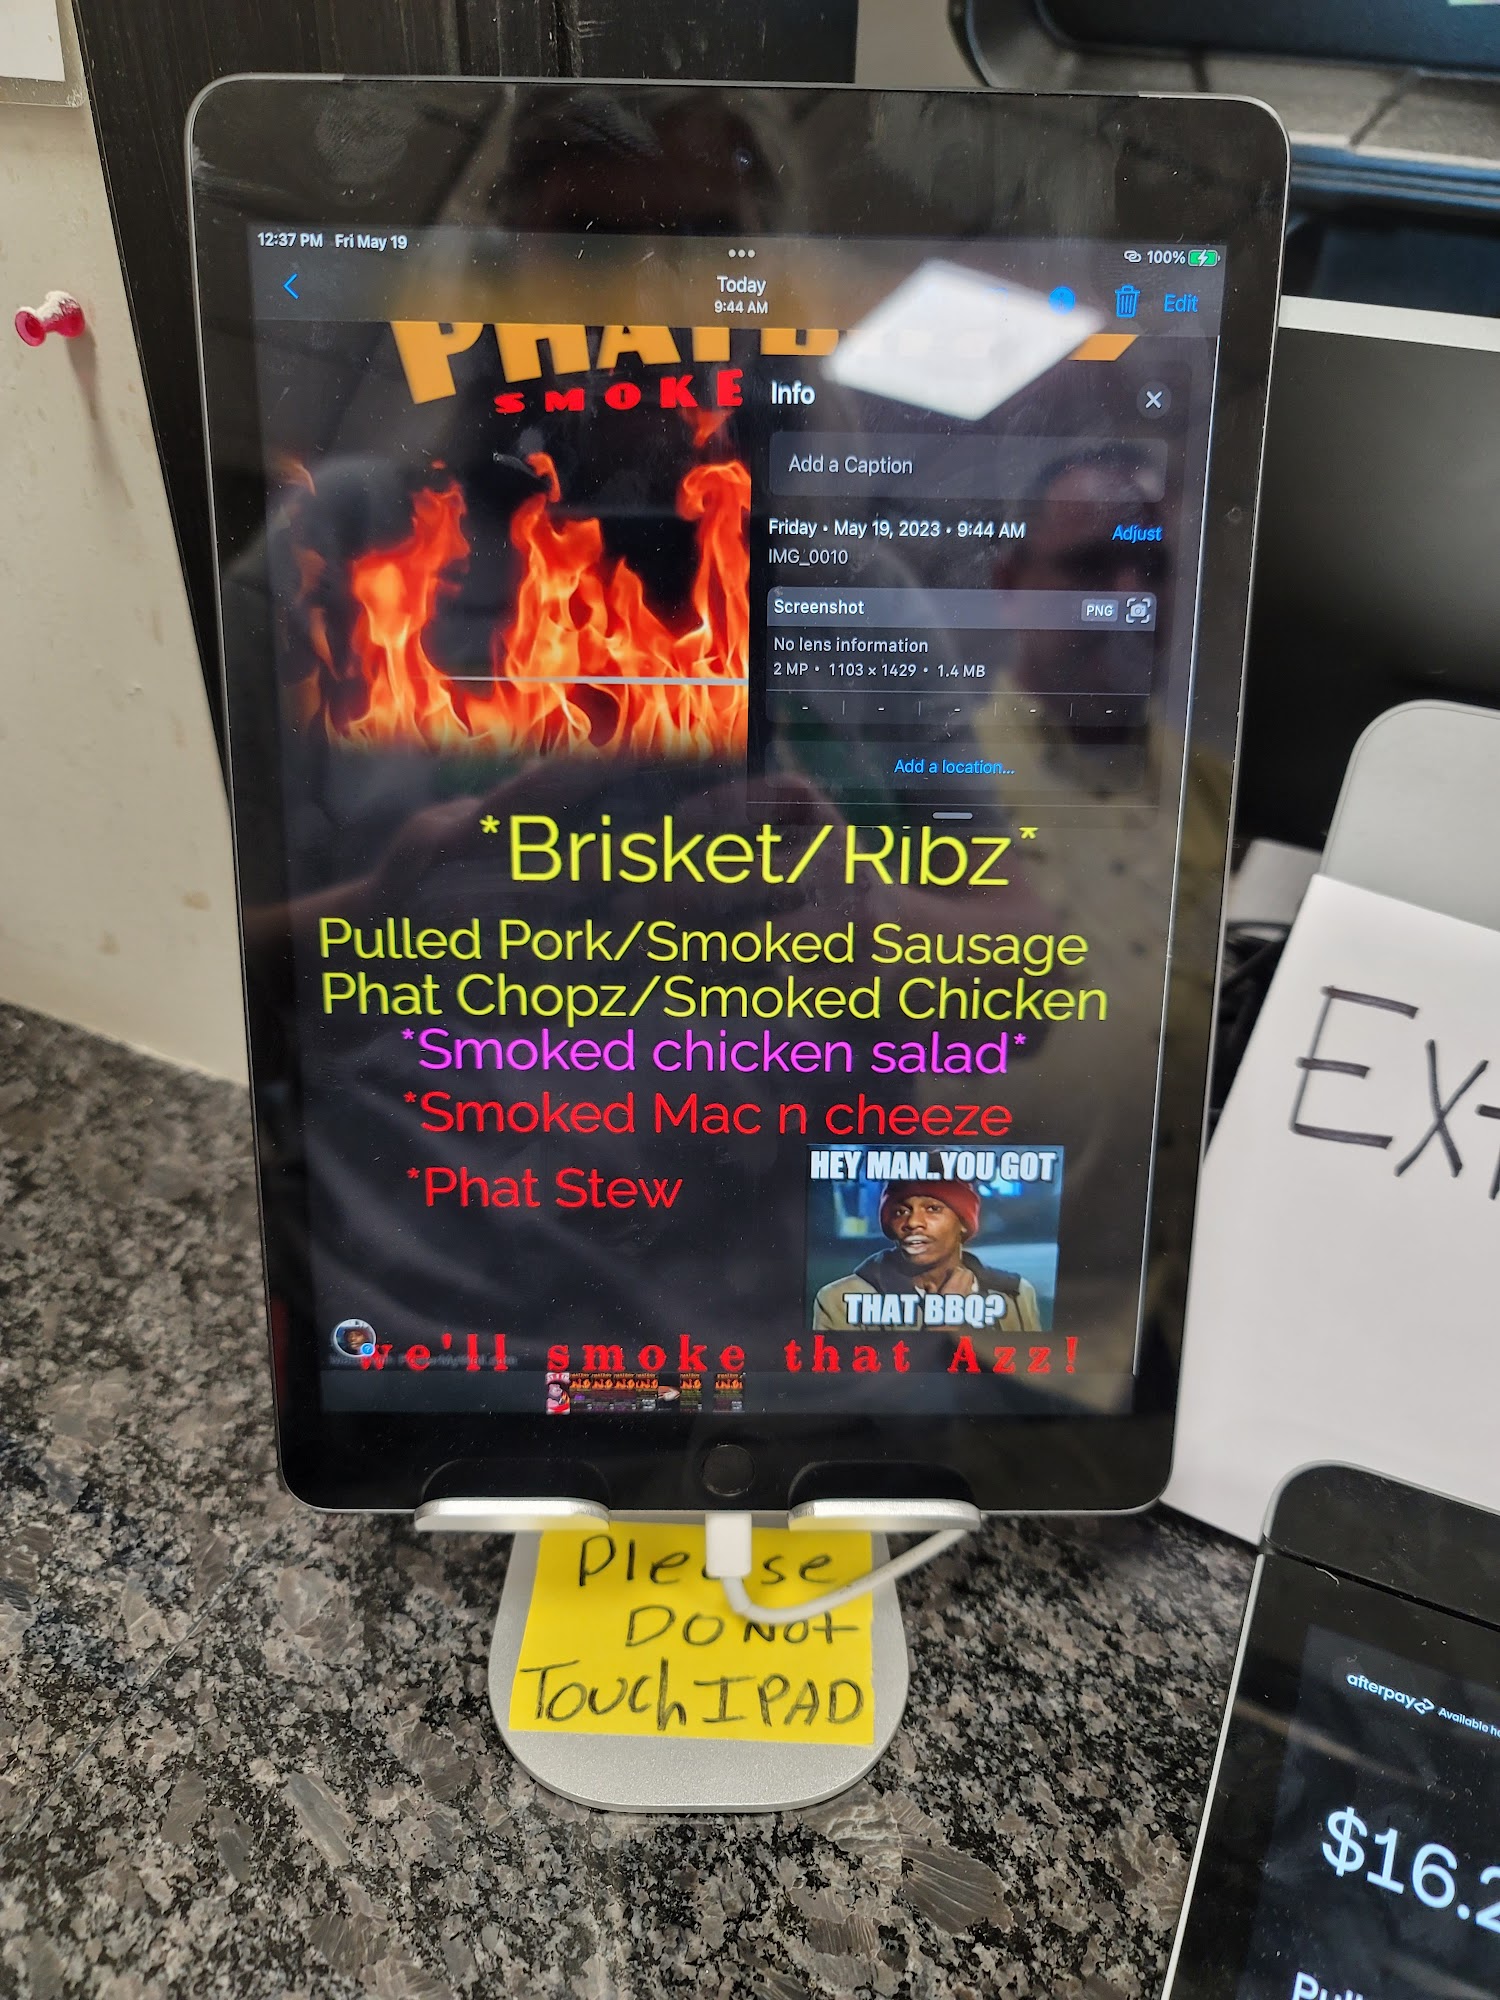 12:37 PM Fri May 19
100%
Today
9:44 AM
Edit
SMOKE
Info
Add a Caption
Friday • May 19, 2023 • 9:44 AM
Adjust
IMG_0010
Screenshot
PNG
No lens information
2 MP • 1103 × 1429 • 1.4 MB
- - - - -
Add a location...
*Brisket/Ribz*
Pulled Pork/Smoked Sausage
Phat Chopz/Smoked Chicken
*Smoked chicken salad*
*Smoked Mac n cheeze
*Phat Stew
HEY MAN..YOU GOT
THAT BBQ?
we'll smoke that Azz!
Please
DO NOT
Touch IPAD
afterpay Available
$16.2